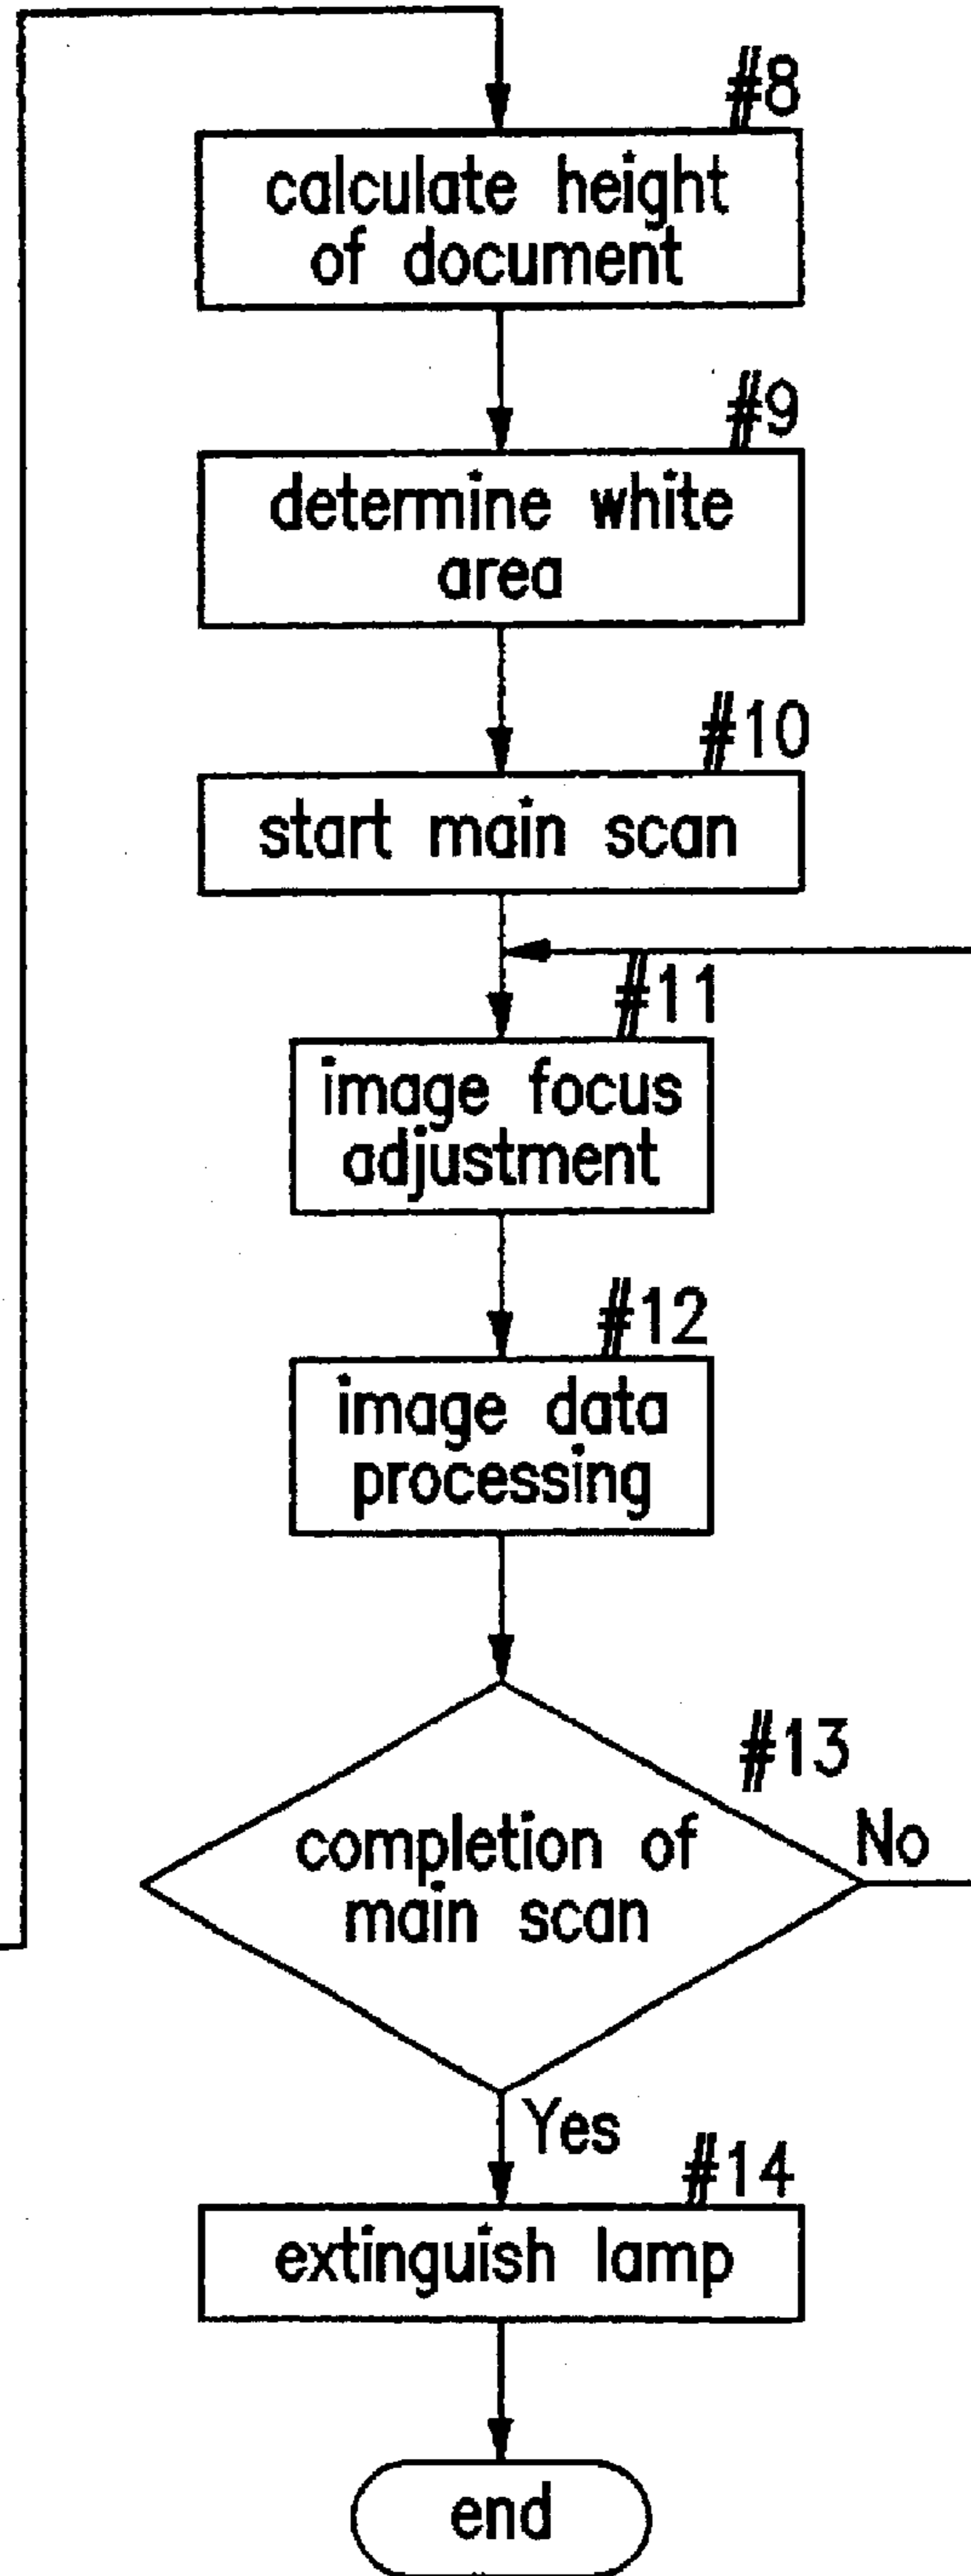 #8
calculate height
of document
#9
determine white
area
#10
start main scan
#11
image focus
adjustment
#12
image data
processing
#13
completion of
main scan
No
Yes
#14
extinguish lamp
end